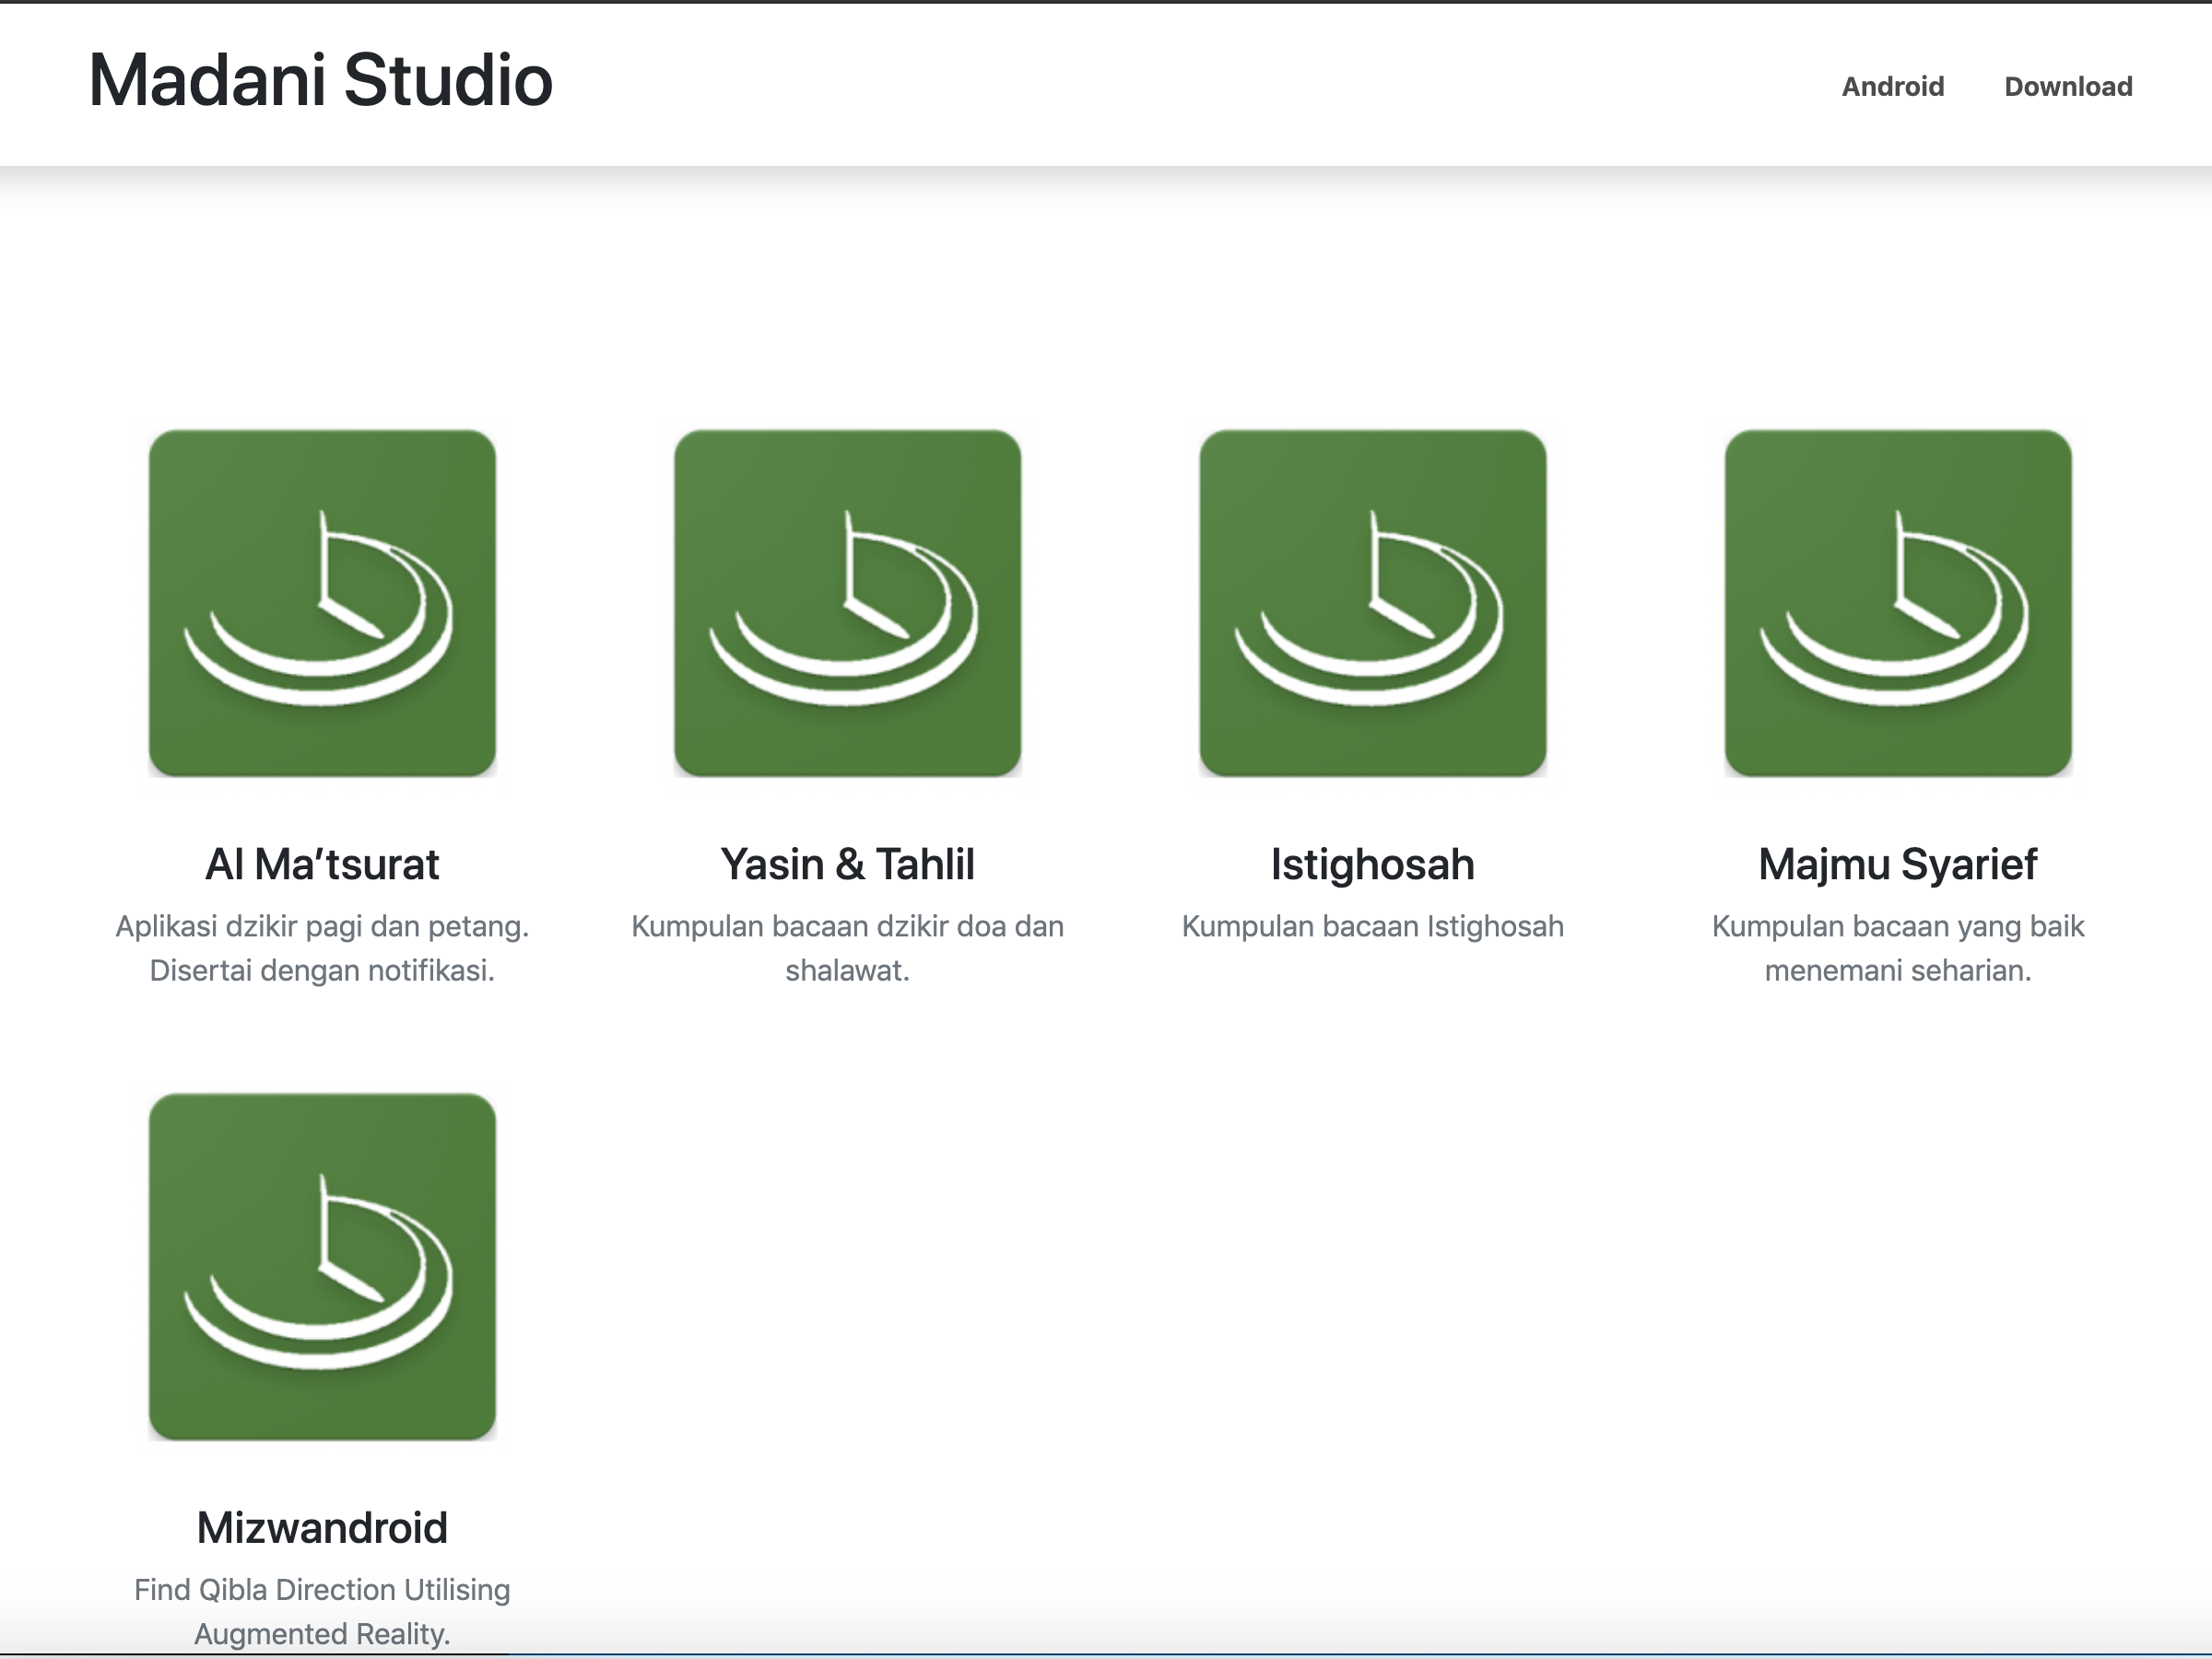 Madani Studio
Android
Download
Al Ma'tsurat
Aplikasi dzikir pagi dan petang.
Disertai dengan notifikasi.
Yasin & Tahlil
Kumpulan bacaan dzikir doa dan
shalawat.
Istighosah
Kumpulan bacaan Istighosah
Majmu Syarief
Kumpulan bacaan yang baik
menemani seharian.
Mizwandroid
Find Qibla Direction Utilising
Augmented Reality.